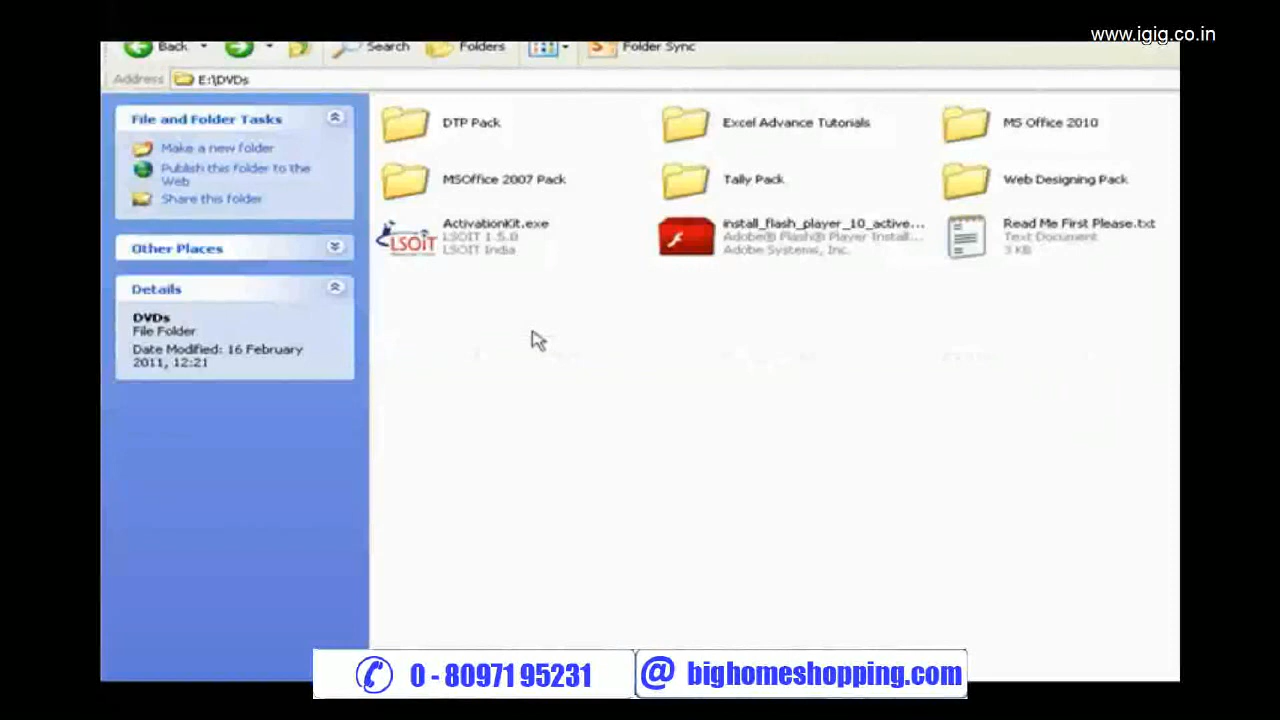 www.igig.co.in
Back Search Folders Folder Sync
Address E:\DVDs
File and Folder Tasks
Make a new folder
Publish this folder to the
Web
Share this folder
Other Places
Details
DVDs
File Folder
Date Modified: 16 February
2011, 12:21
DTP Pack
Excel Advance Tutorials
MS Office 2010
MSOffice 2007 Pack
Tally Pack
Web Designing Pack
LSOIT
ActivationKit.exe
LSOIT 1.5.0
LSOIT India
install_flash_player_10_active...
Adobe® Flash® Player Install...
Adobe Systems, Inc.
Read Me First Please.txt
Text Document
3 KB
0 - 80971 95231
@ bighomeshopping.com